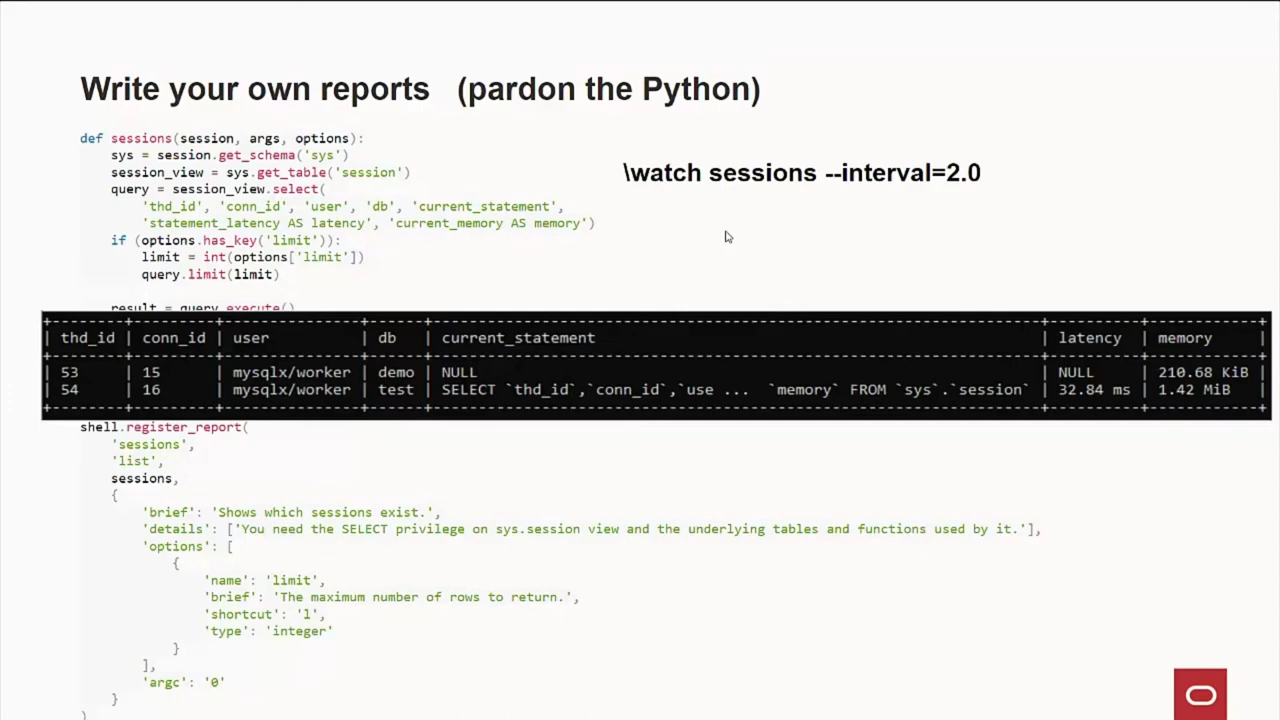 Write your own reports (pardon the Python)
def sessions(session, args, options):
\watch sessions --interval=2.0
sys = session.get_schema('sys')
session_view = sys.get_table('session')
query = session_view.select(
'thd_id', 'conn_id', 'user', 'db', 'current_statement',
'statement_latency AS latency', 'current_memory AS memory')
if (options.has_key('limit')):
limit = int(options['limit'])
query.limit(limit)
result = query.execute()
+--------+---------+----------------+------+----------------------+---------+--------+
| thd_id | conn_id | user | db | current_statement | latency | memory |
| 53 | 15 | mysqlx/worker | demo | NULL | NULL | 210.68 KiB |
| 54 | 16 | mysqlx/worker | test | SELECT `thd_id`,`conn_id`,`use ... `memory` FROM `sys`.`session` | 32.84 ms | 1.42 MiB |
shell.register_report(
'sessions',
'list',
sessions,
{
'brief': 'Shows which sessions exist.',
'details': ['You need the SELECT privilege on sys.session view and the underlying tables and functions used by it.'],
'options': [
{
'name': 'limit',
'brief': 'The maximum number of rows to return.',
'shortcut': 'l',
'type': 'integer'
}
],
'argc': '0'
}
)